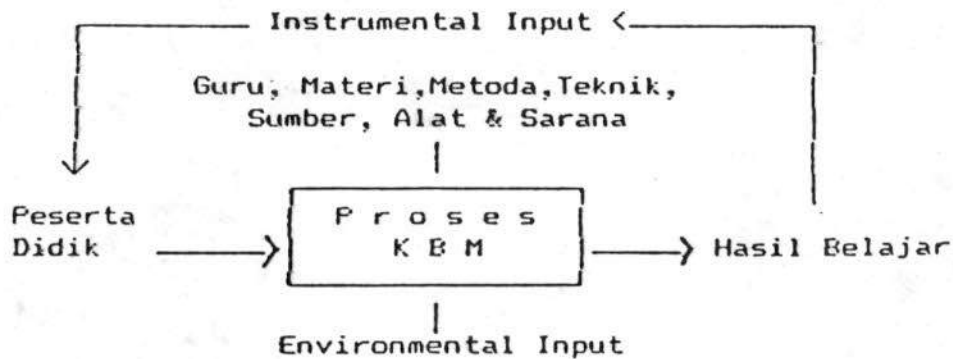 Instrumental Input <
Guru, Materi,Metoda,Teknik,
Sumber, Alat & Sarana
Peserta
Didik
P r o s e s
K B M
Hasil Belajar
Environmental Input